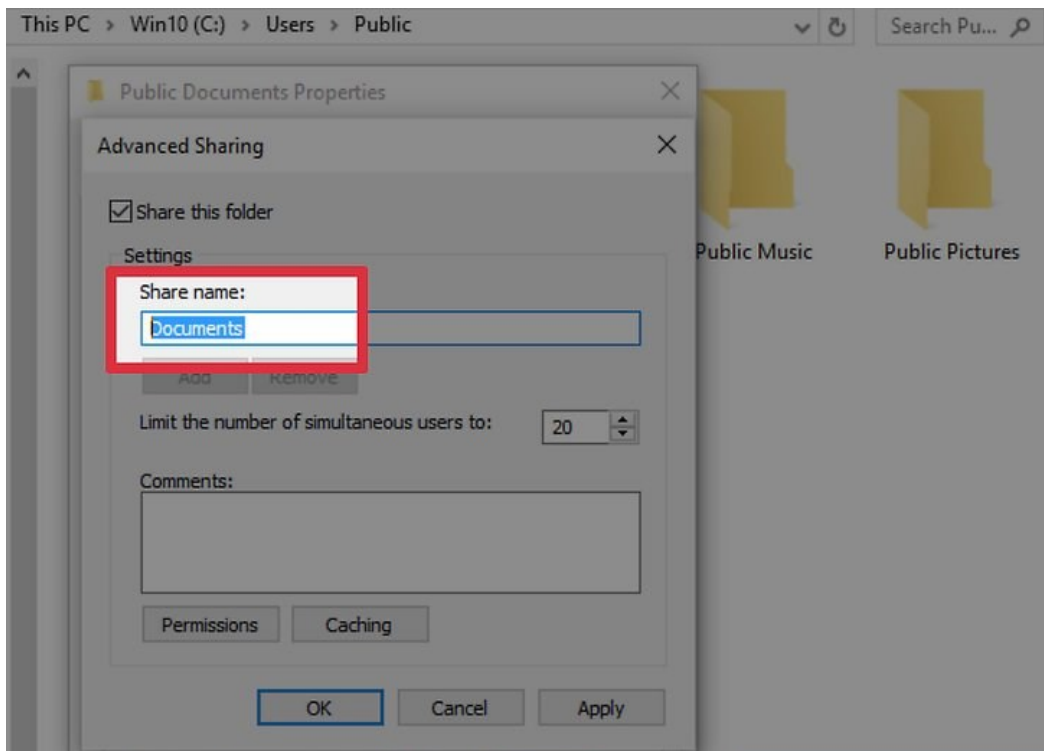 This PC > Win10 (C:) > Users > Public
Search Pu...
Public Documents Properties
Advanced Sharing
Share this folder
Settings
Share name:
Documents
Add Remove
Limit the number of simultaneous users to: 20
Comments:
Permissions Caching
OK Cancel Apply
Public Music Public Pictures